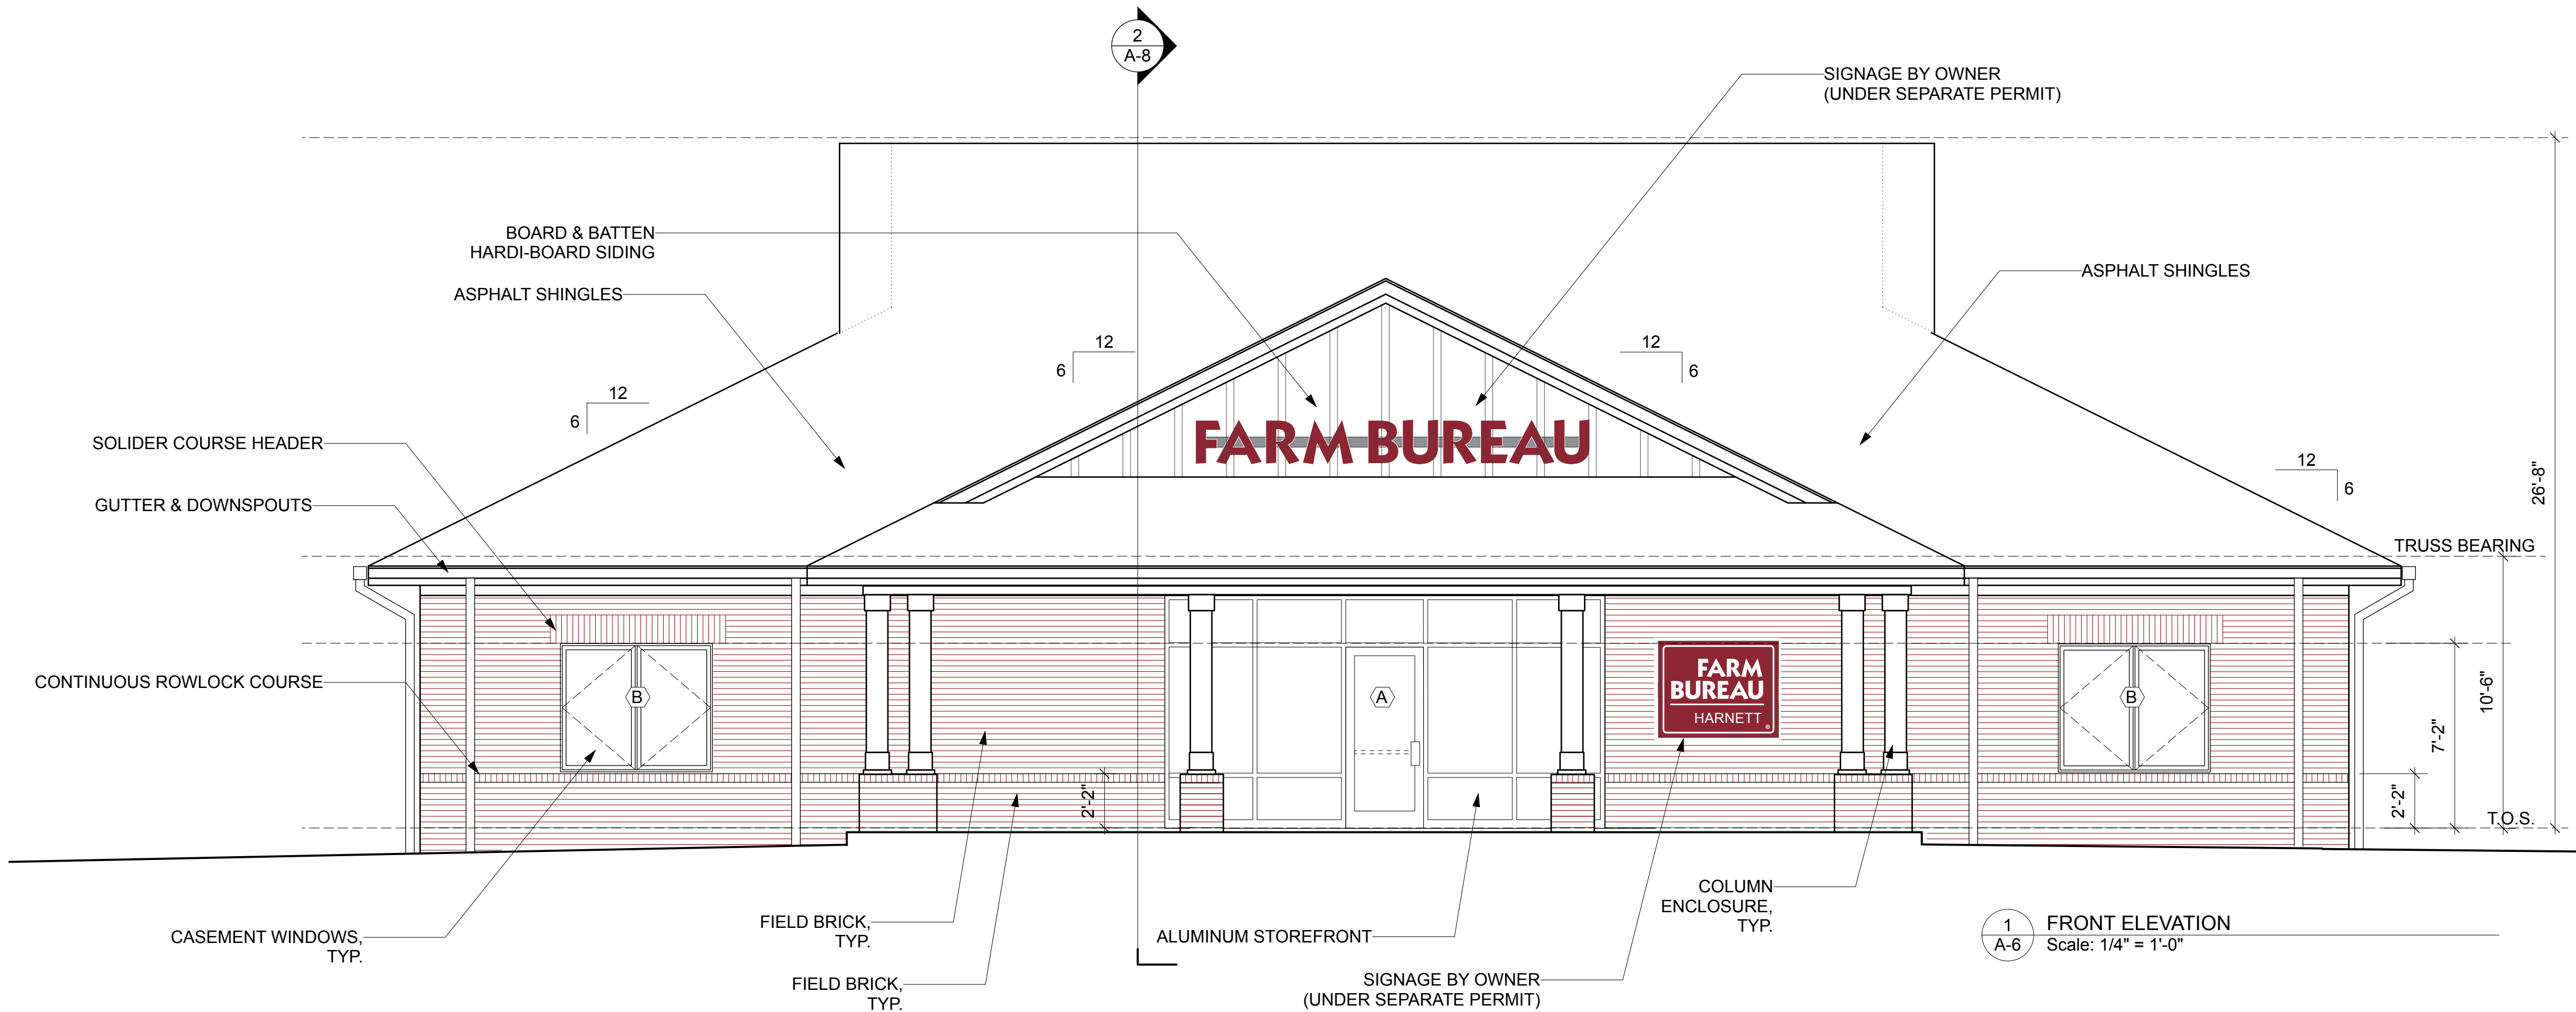 2
A-8
SIGNAGE BY OWNER
(UNDER SEPARATE PERMIT)
BOARD & BATTEN
HARDI-BOARD SIDING
ASPHALT SHINGLES
ASPHALT SHINGLES
12
6
12
6
12
6
12
6
FARM BUREAU
SOLIDER COURSE HEADER
GUTTER & DOWNSPOUTS
CONTINUOUS ROWLOCK COURSE
26'-8"
TRUSS BEARING
10'-6"
7'-2"
2'-2"
T.O.S.
B
A
B
FARM
BUREAU
HARNETT
®
2'-2"
CASEMENT WINDOWS,
TYP.
FIELD BRICK,
TYP.
FIELD BRICK,
TYP.
ALUMINUM STOREFRONT
SIGNAGE BY OWNER
(UNDER SEPARATE PERMIT)
COLUMN
ENCLOSURE,
TYP.
1
A-6
FRONT ELEVATION
Scale: 1/4" = 1'-0"